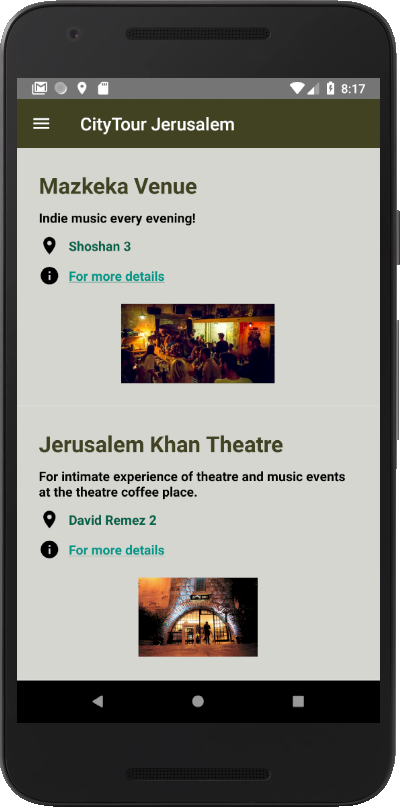 8:17
CityTour Jerusalem
Mazkeka Venue
Indie music every evening!
Shoshan 3
For more details
Jerusalem Khan Theatre
For intimate experience of theatre and music events
at the theatre coffee place.
David Remez 2
For more details